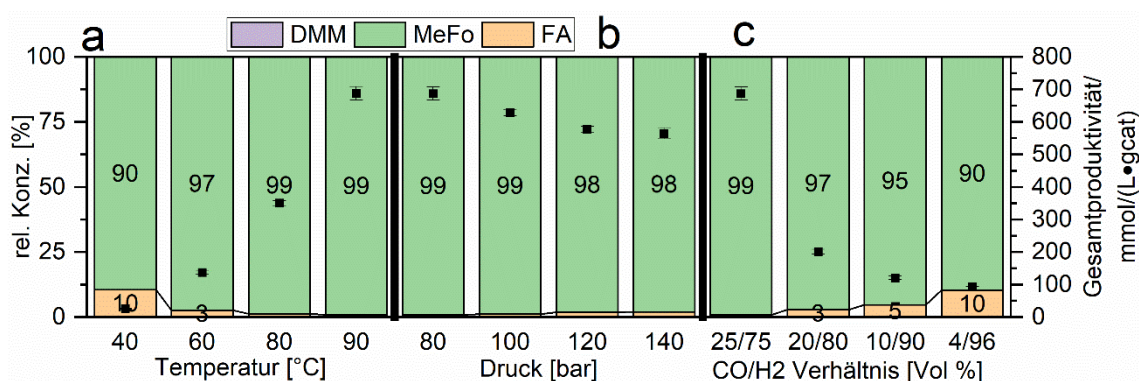 a
DMM MeFo FA
b
c
rel. Konz. [%]
100
75
50
25
0
90 97 99 99 99 99 98 98 99 97 95 90
10 3 3 5 10
800
700
600
500
400
300
200
100
0
Gesamtproduktivität/
mmol/(L•gcat)
40 60 80 90 80 100 120 140 25/75 20/80 10/90 4/96
Temperatur [°C] Druck [bar] CO/H2 Verhältnis [Vol %]